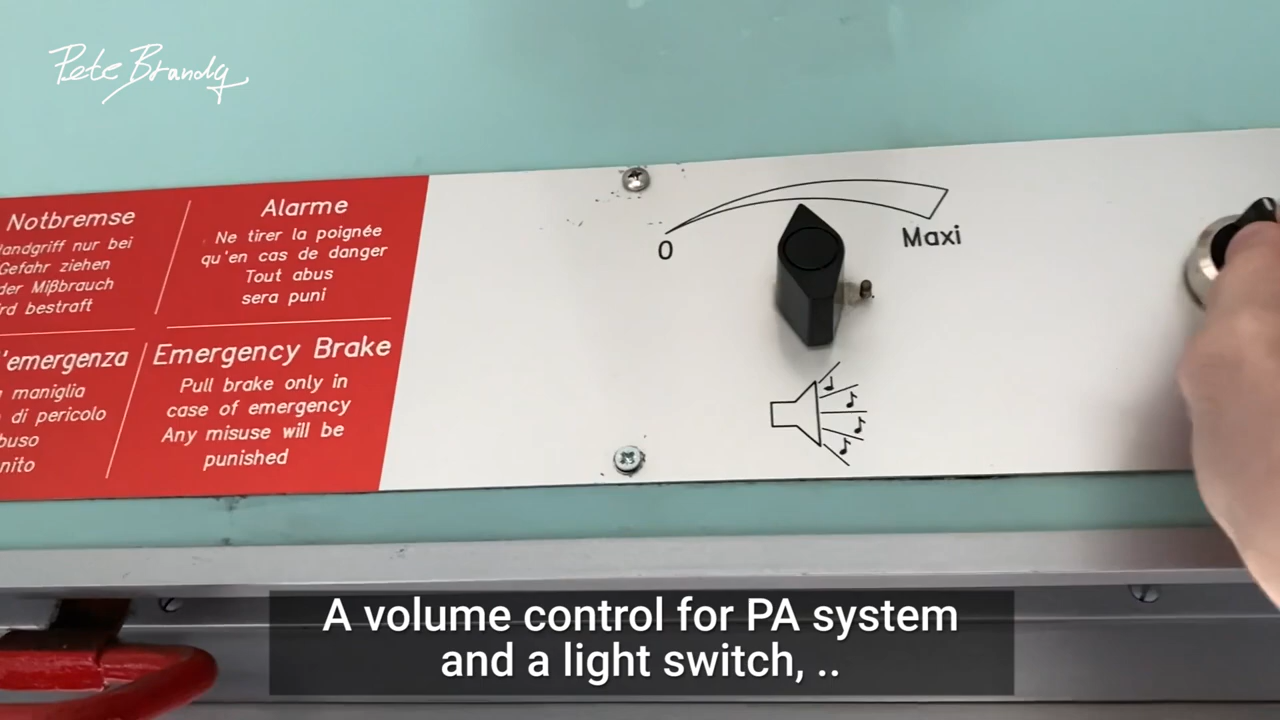 Pete Brandq
Notbremse
andgriff nur bei
Gefahr ziehen
der Mißbrauch
rd bestraft
Alarme
Ne tirer la poignée
qu'en cas de danger
Tout abus
sera puni
'emergenza
maniglia
di pericolo
buso
nito
Emergency Brake
Pull brake only in
case of emergency
Any misuse will be
punished
0
Maxi
A volume control for PA system
and a light switch, ..